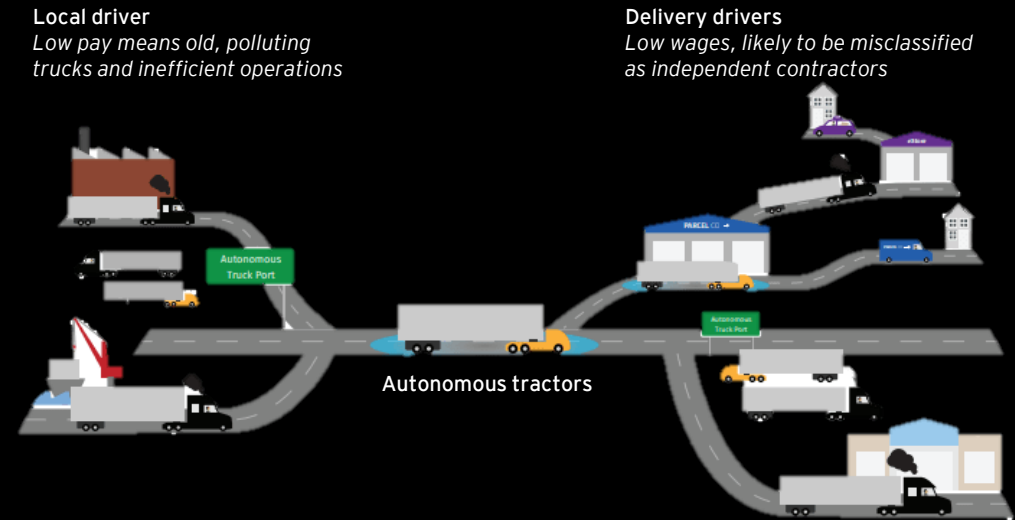 Local driver
Low pay means old, polluting
trucks and inefficient operations
Delivery drivers
Low wages, likely to be misclassified
as independent contractors
PARCEL CO →
Autonomous
Truck Port
Autonomous
Truck Port
Autonomous tractors